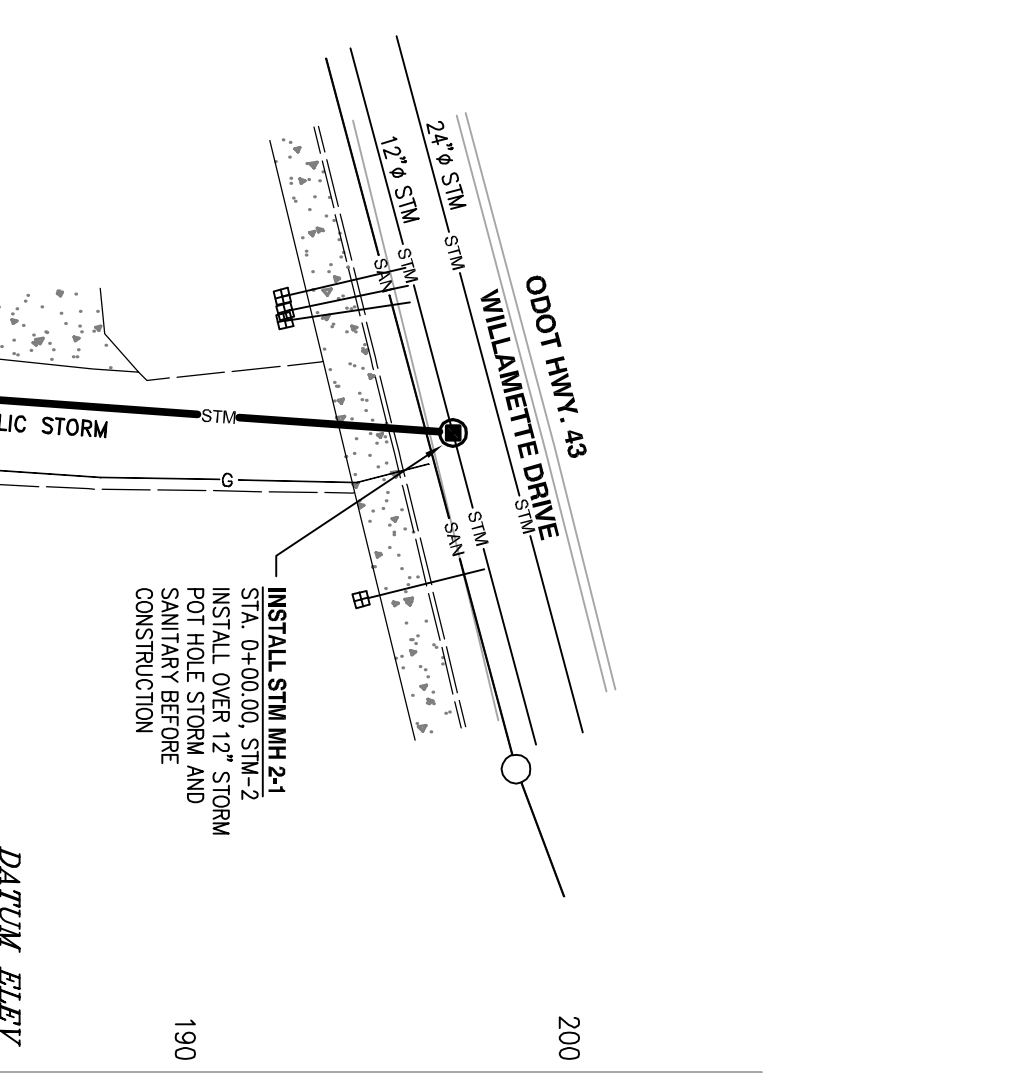 ODOT HWY. 43
WILLAMETTE DRIVE
24"ø STM
12"ø STM
STM
STM
SAN
STM
STM
SAN
STM
LIC STORM
G
INSTALL STM MH 2-1
STA. 0+00.00, STM-2
INSTALL OVER 12" STORM
POT HOLE STORM AND
SANITARY BEFORE
CONSTRUCTION
DATUM ELEV
190
200